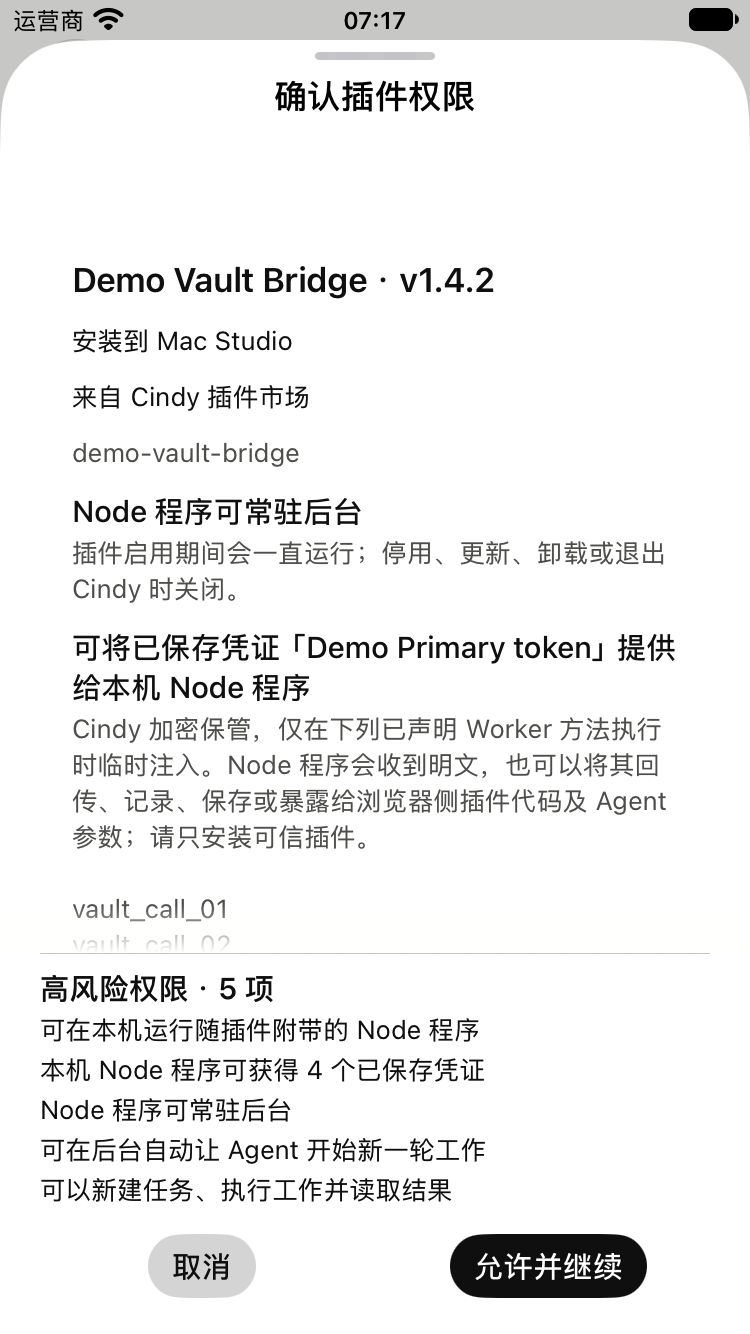 运营商
07:17
确认插件权限
Demo Vault Bridge · v1.4.2
安装到 Mac Studio
来自 Cindy 插件市场
demo-vault-bridge
Node 程序可常驻后台
插件启用期间会一直运行；停用、更新、卸载或退出
Cindy 时关闭。
可将已保存凭证「Demo Primary token」提供
给本机 Node 程序
Cindy 加密保管，仅在下列已声明 Worker 方法执行
时临时注入。Node 程序会收到明文，也可以将其回
传、记录、保存或暴露给浏览器侧插件代码及 Agent
参数；请只安装可信插件。
vault_call_01
vault_call_02
高风险权限 · 5 项
可在本机运行随插件附带的 Node 程序
本机 Node 程序可获得 4 个已保存凭证
Node 程序可常驻后台
可在后台自动让 Agent 开始新一轮工作
可以新建任务、执行工作并读取结果
取消
允许并继续